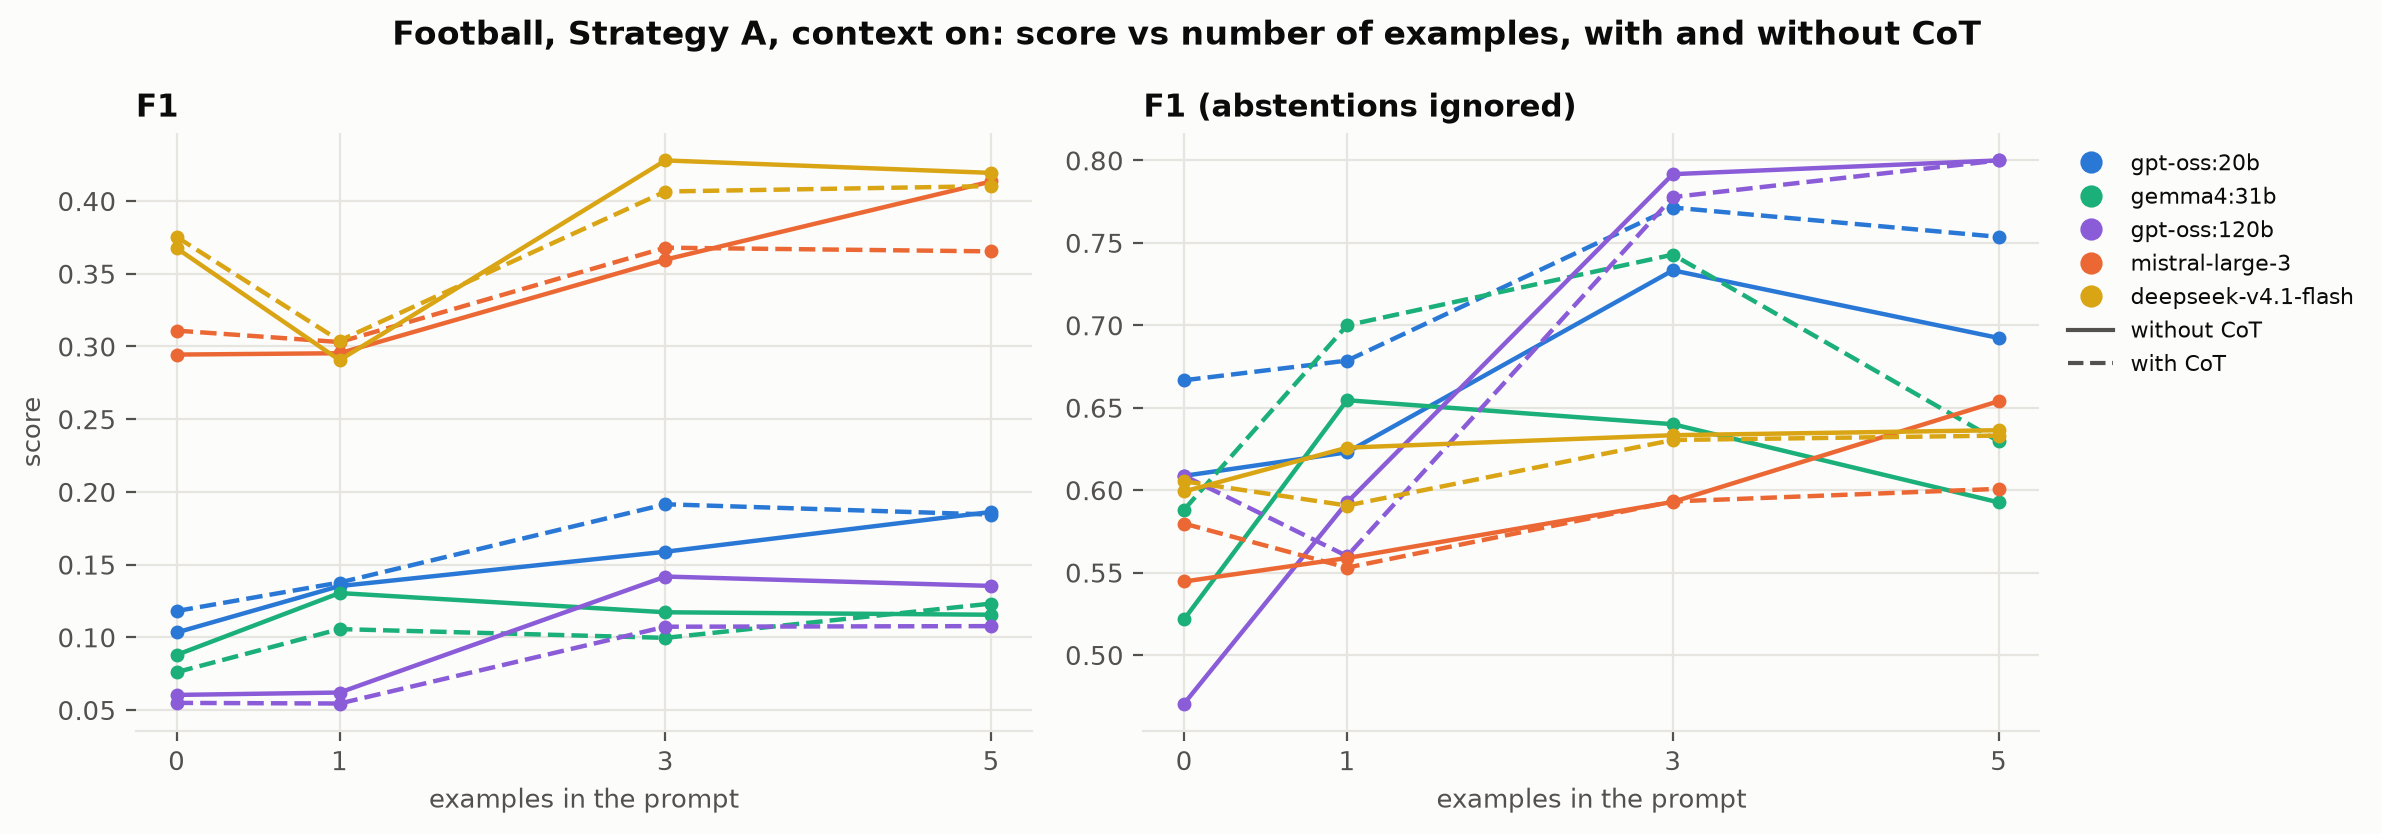 Football, Strategy A, context on: score vs number of examples, with and without CoT
F1
score
0.40
0.35
0.30
0.25
0.20
0.15
0.10
0.05
0 1 3 5
examples in the prompt
F1 (abstentions ignored)
0.80
0.75
0.70
0.65
0.60
0.55
0.50
0 1 3 5
examples in the prompt
gpt-oss:20b
gemma4:31b
gpt-oss:120b
mistral-large-3
deepseek-v4.1-flash
without CoT
with CoT